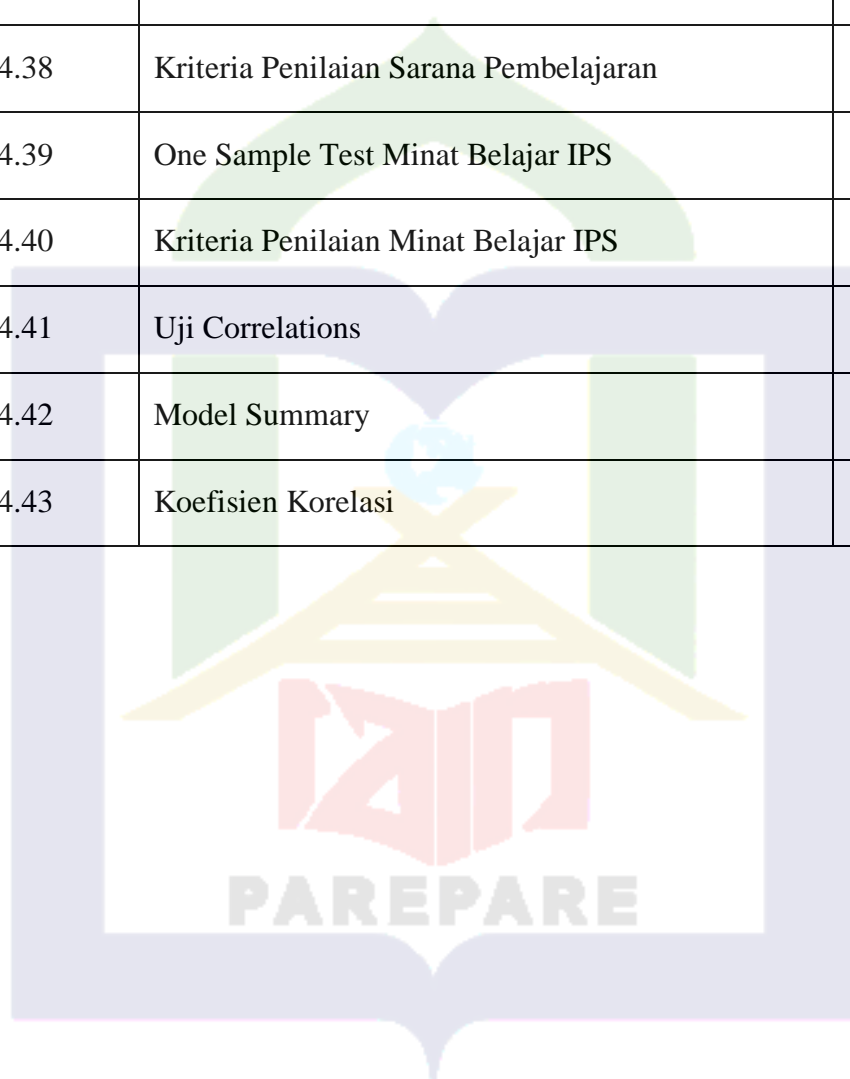 4.38 Kriteria Penilaian Sarana Pembelajaran
4.39 One Sample Test Minat Belajar IPS
4.40 Kriteria Penilaian Minat Belajar IPS
4.41 Uji Correlations
4.42 Model Summary
4.43 Koefisien Korelasi
iain
PAREPARE